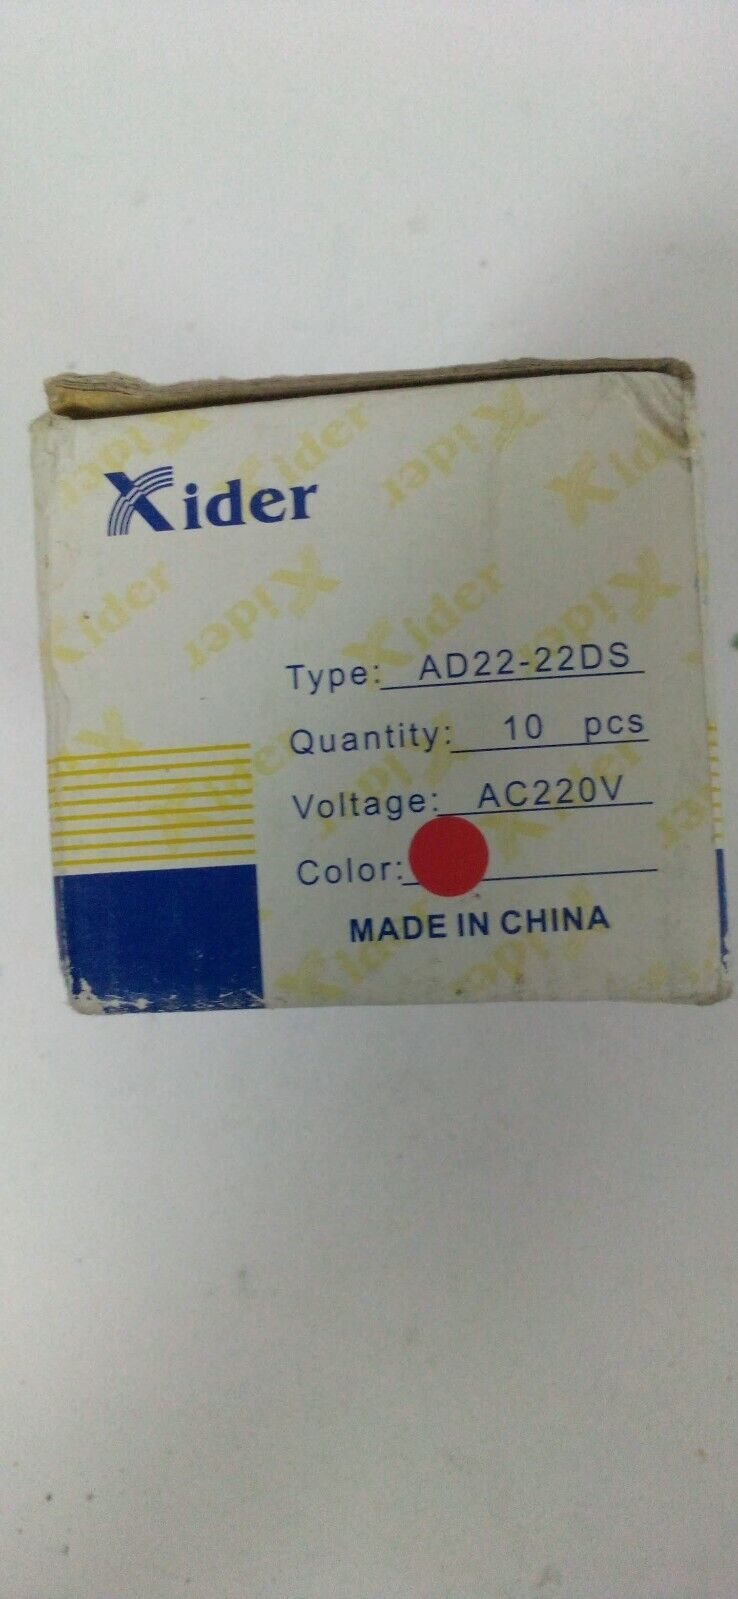 Xider
Type: AD22-22DS
Quantity: 10 pcs
Voltage: AC220V
Color:
MADE IN CHINA